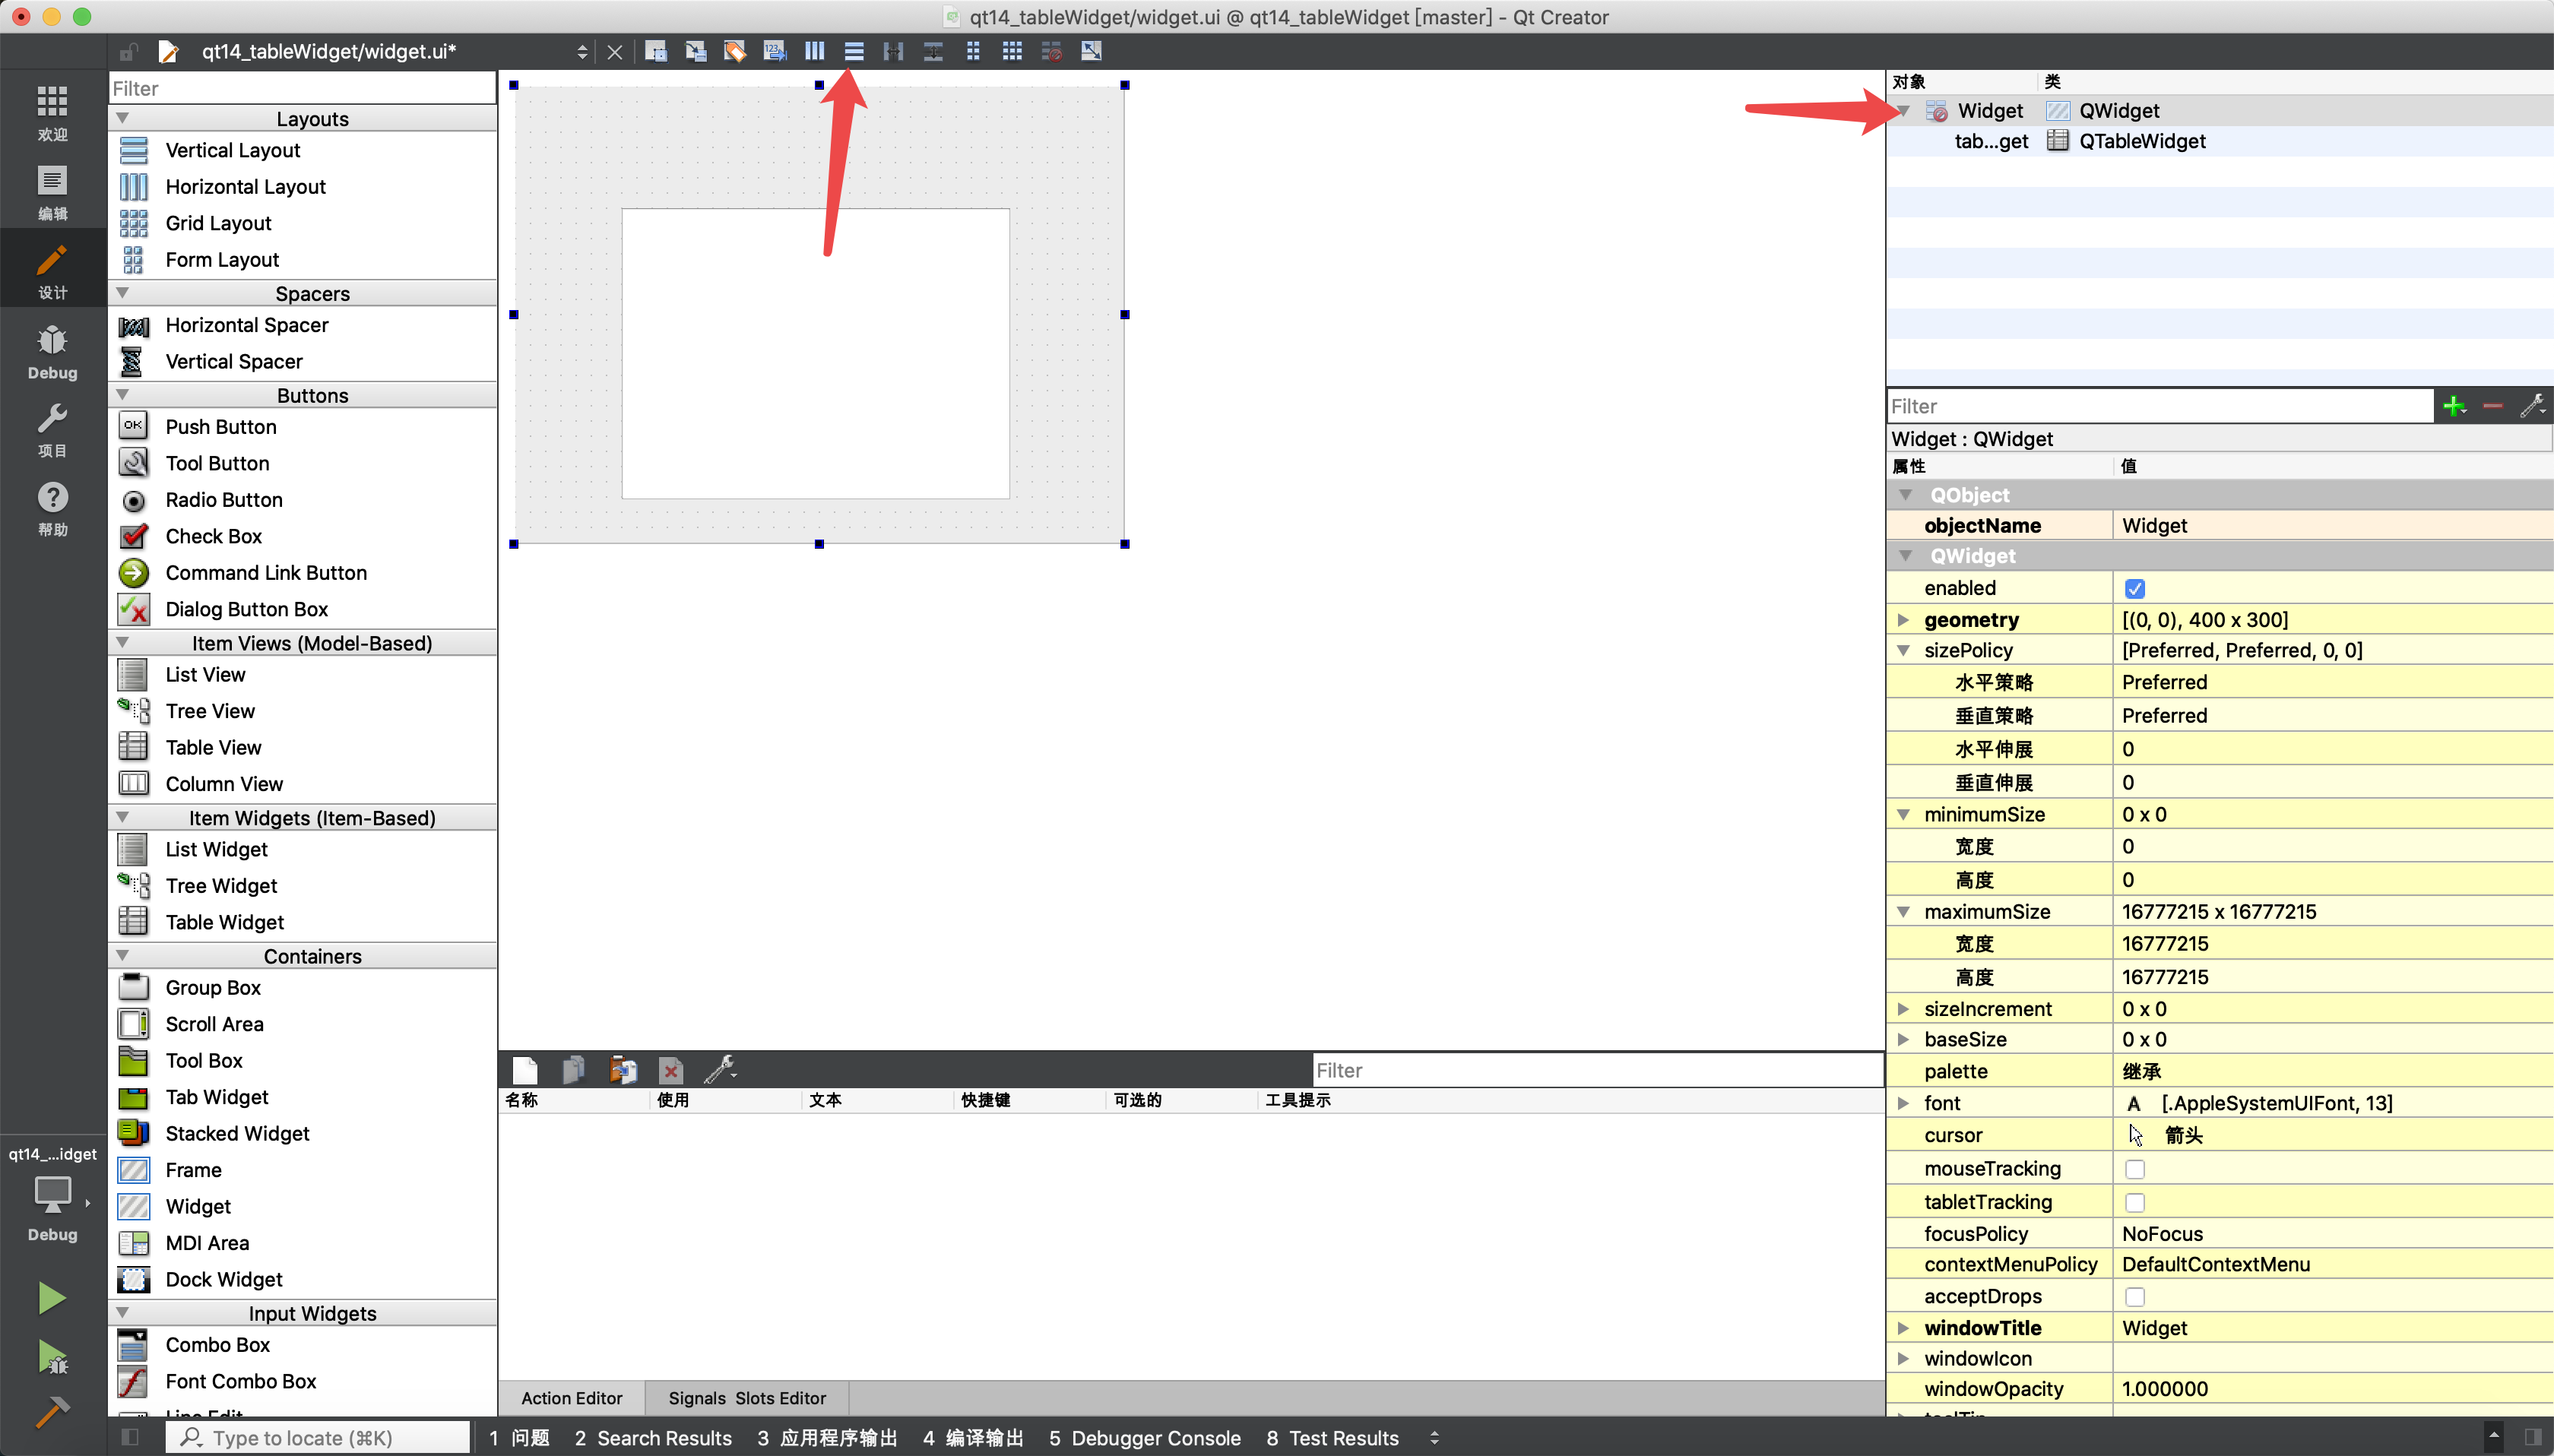 qt14_tableWidget/widget.ui @ qt14_tableWidget [master] - Qt Creator
qt14_tableWidget/widget.ui*
欢迎
编辑
设计
Debug
项目
帮助
qt14_...idget
Debug
Filter
Layouts
Vertical Layout
Horizontal Layout
Grid Layout
Form Layout
Spacers
Horizontal Spacer
Vertical Spacer
Buttons
OK
Push Button
Tool Button
Radio Button
Check Box
Command Link Button
Dialog Button Box
Item Views (Model-Based)
List View
Tree View
Table View
Column View
Item Widgets (Item-Based)
List Widget
Tree Widget
Table Widget
Containers
Group Box
Scroll Area
Tool Box
Tab Widget
Stacked Widget
Frame
Widget
MDI Area
Dock Widget
Input Widgets
Combo Box
Font Combo Box
Filter
名称 使用 文本 快捷键 可选的 工具提示
Action Editor Signals Slots Editor
对象 类
Widget QWidget
tab...get QTableWidget
Filter
Widget : QWidget
属性 值
QObject
objectName Widget
QWidget
enabled
geometry [(0, 0), 400 x 300]
sizePolicy [Preferred, Preferred, 0, 0]
水平策略 Preferred
垂直策略 Preferred
水平伸展 0
垂直伸展 0
minimumSize 0 x 0
宽度 0
高度 0
maximumSize 16777215 x 16777215
宽度 16777215
高度 16777215
sizeIncrement 0 x 0
baseSize 0 x 0
palette 继承
font A [.AppleSystemUIFont, 13]
cursor 箭头
mouseTracking
tabletTracking
focusPolicy NoFocus
contextMenuPolicy DefaultContextMenu
acceptDrops
windowTitle Widget
windowIcon
windowOpacity 1.000000
Type to locate (⌘K) 1 问题 2 Search Results 3 应用程序输出 4 编译输出 5 Debugger Console 8 Test Results